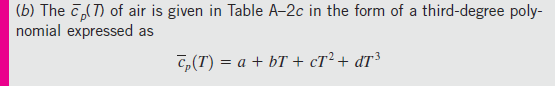 (b) The c̅ₚ(T) of air is given in Table A–2c in the form of a third-degree poly-
nomial expressed as
c̅ₚ(T) = a + bT + cT² + dT³